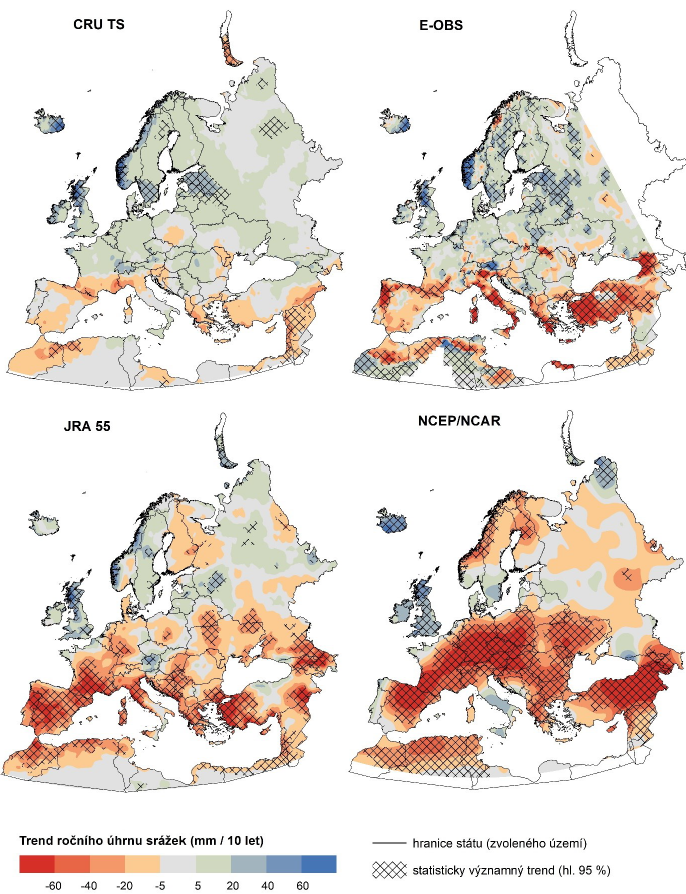 CRU TS
E-OBS
JRA 55
NCEP/NCAR
Trend ročního úhrnu srážek (mm / 10 let)
-60 -40 -20 -5 5 20 40 60
hranice státu (zvoleného území)
statisticky významný trend (hl. 95 %)